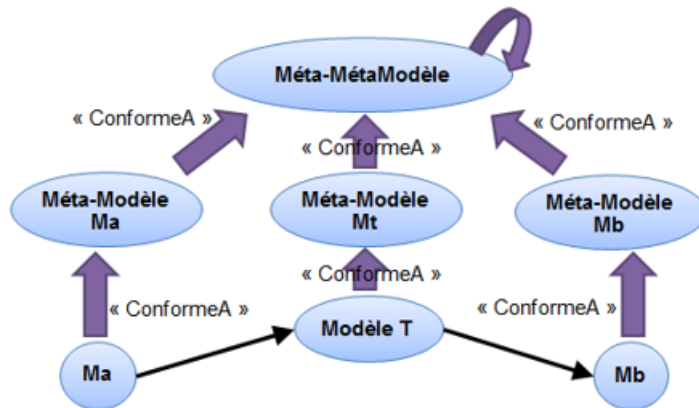 Méta-MétaModèle
« ConformeA »
« ConformeA »
« ConformeA »
Méta-Modèle
Ma
Méta-Modèle
Mt
Méta-Modèle
Mb
« ConformeA »
« ConformeA »
« ConformeA »
Modèle T
Ma
Mb